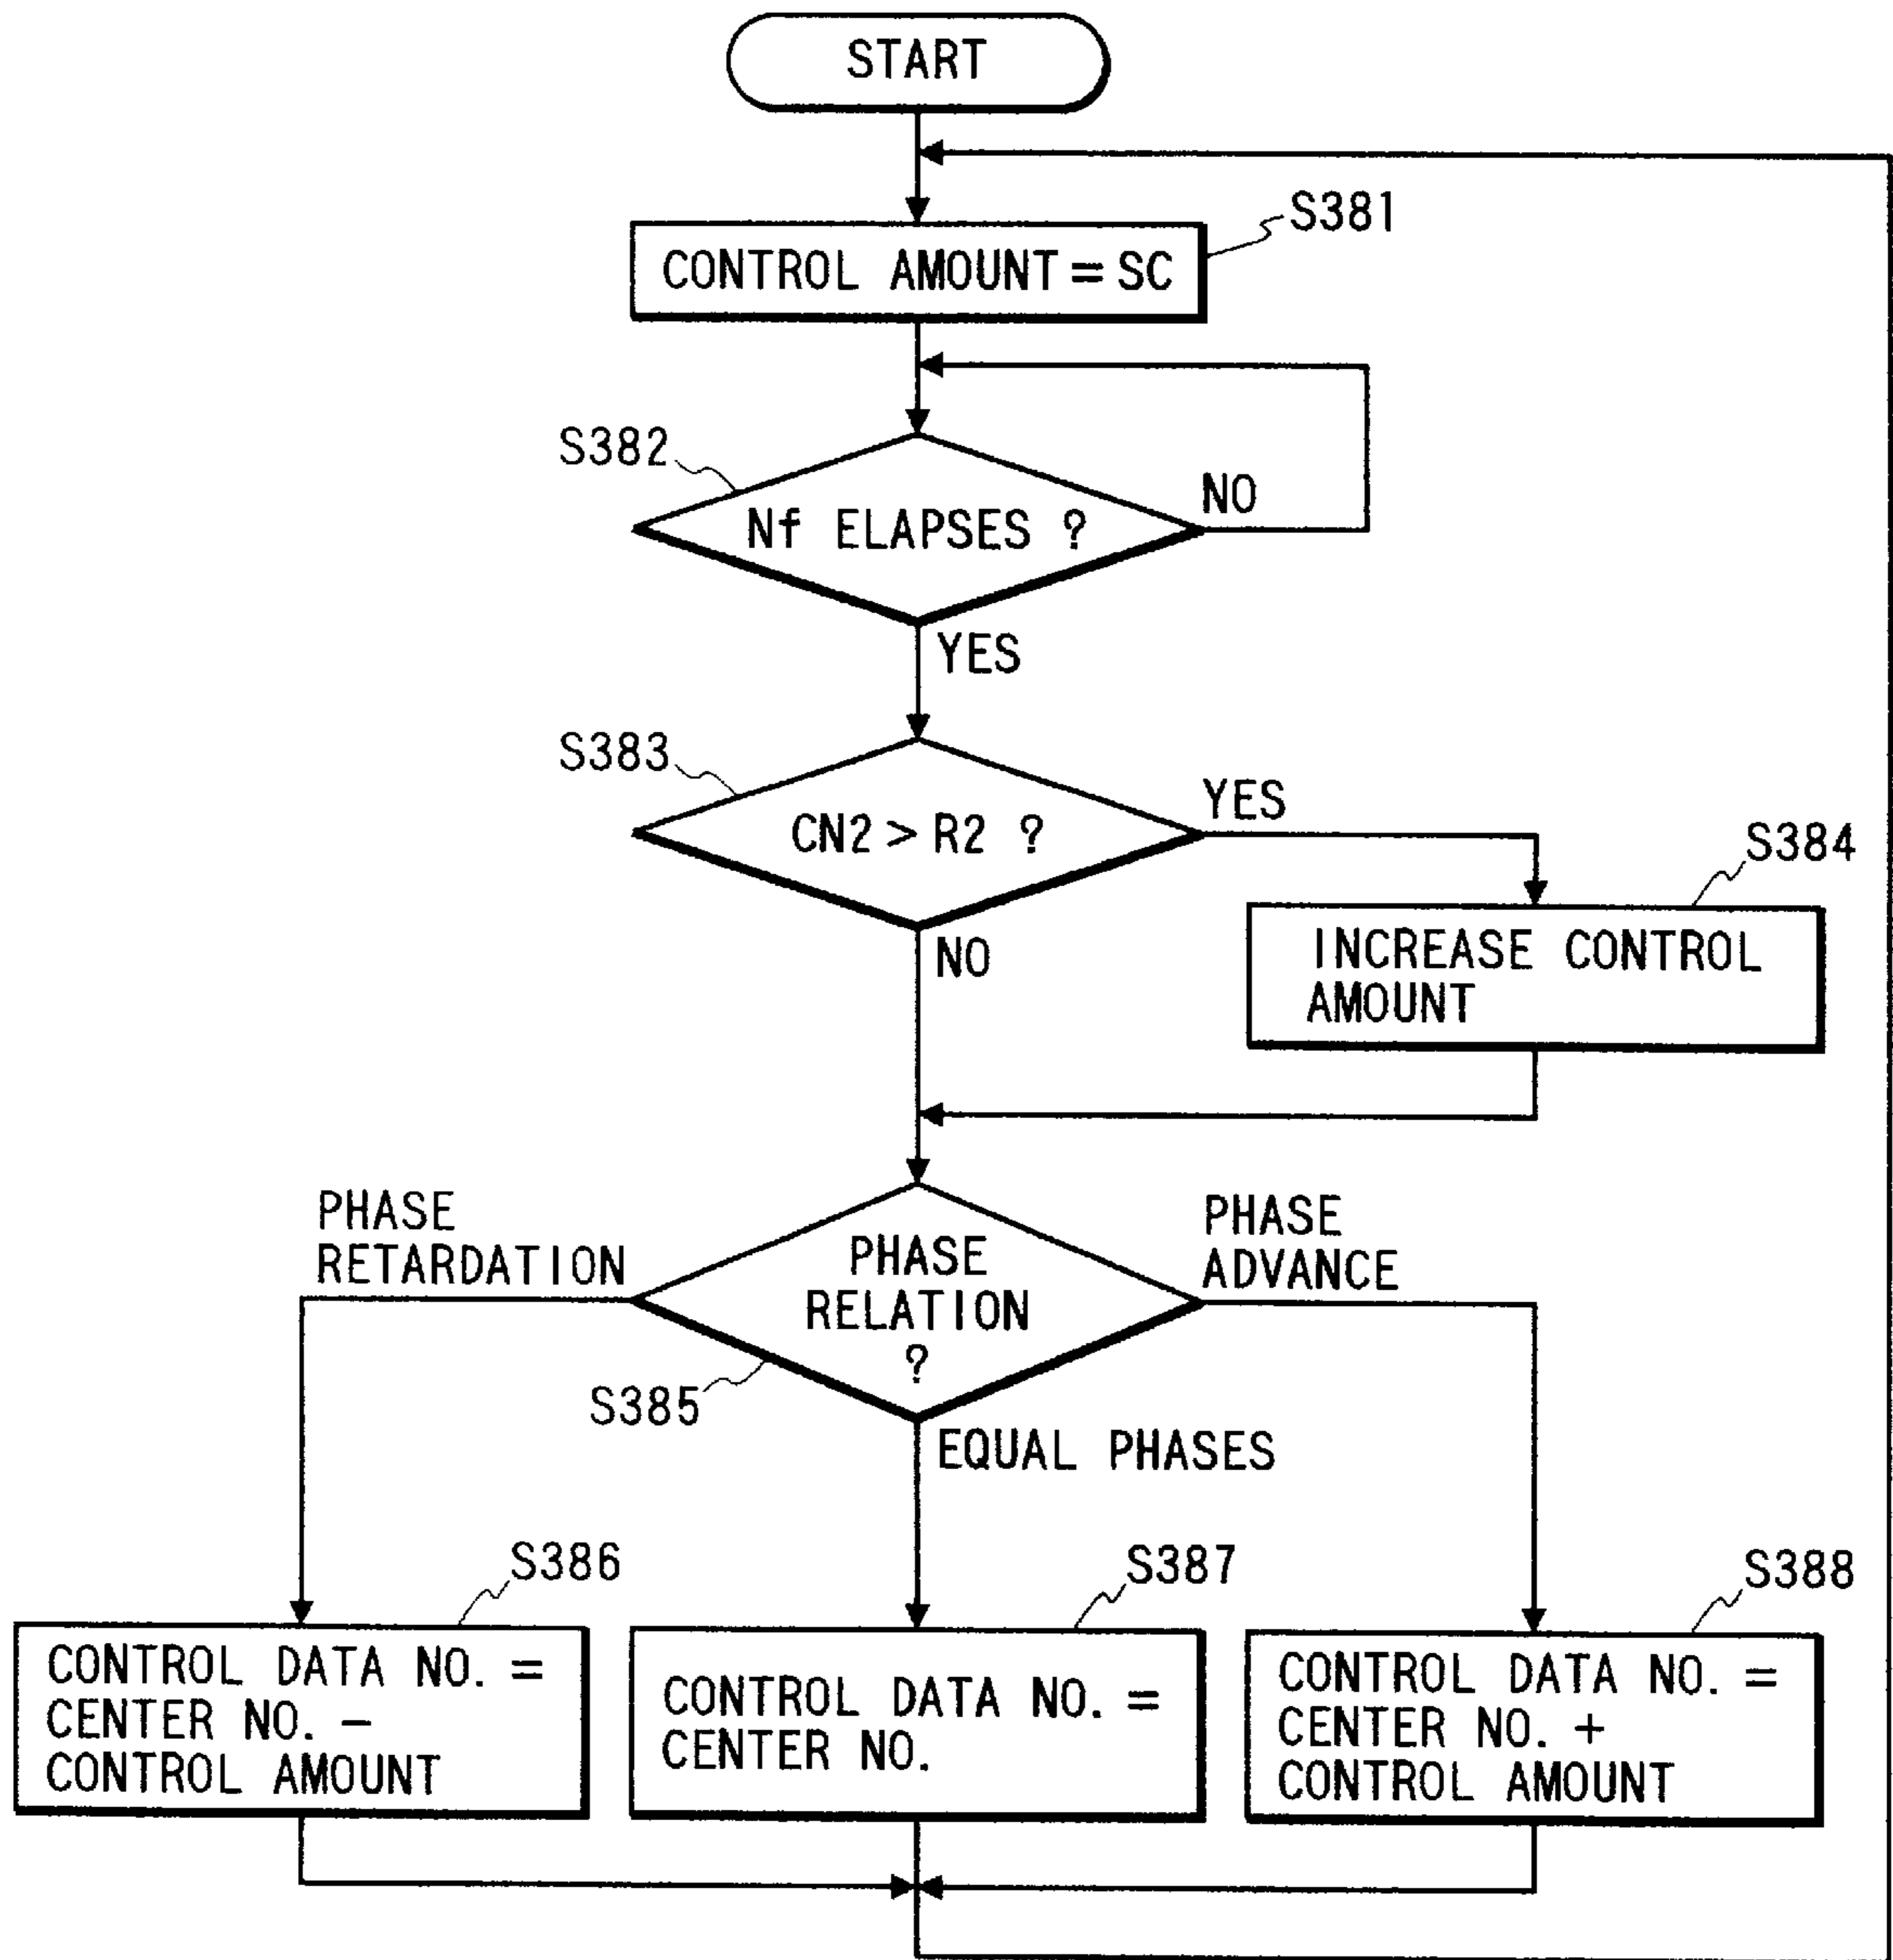 START
S381
CONTROL AMOUNT = SC
S382
Nf ELAPSES ?
NO
YES
S383
CN2 > R2 ?
YES
S384
NO
INCREASE CONTROL
AMOUNT
PHASE
RETARDATION
PHASE
RELATION
?
PHASE
ADVANCE
S385
EQUAL PHASES
S386
S387
S388
CONTROL DATA NO. =
CENTER NO. –
CONTROL AMOUNT
CONTROL DATA NO. =
CENTER NO.
CONTROL DATA NO. =
CENTER NO. +
CONTROL AMOUNT